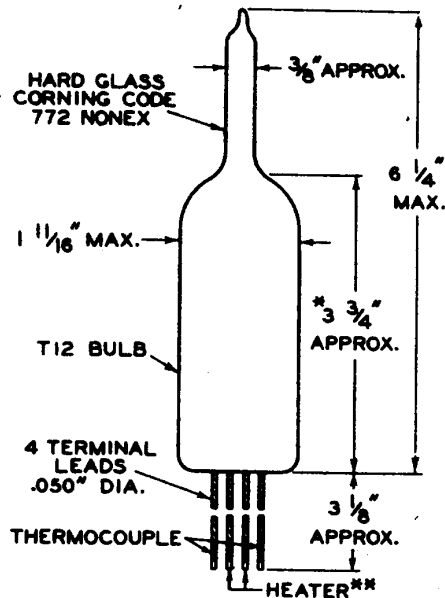 HARD GLASS
CORNING CODE
772 NONEX
3/8" APPROX.
6 1/4"
MAX.
1 11/16" MAX.
*3 3/4"
APPROX.
T12 BULB
4 TERMINAL
LEADS
.050" DIA.
3 1/8"
APPROX.
THERMOCOUPLE
HEATER**